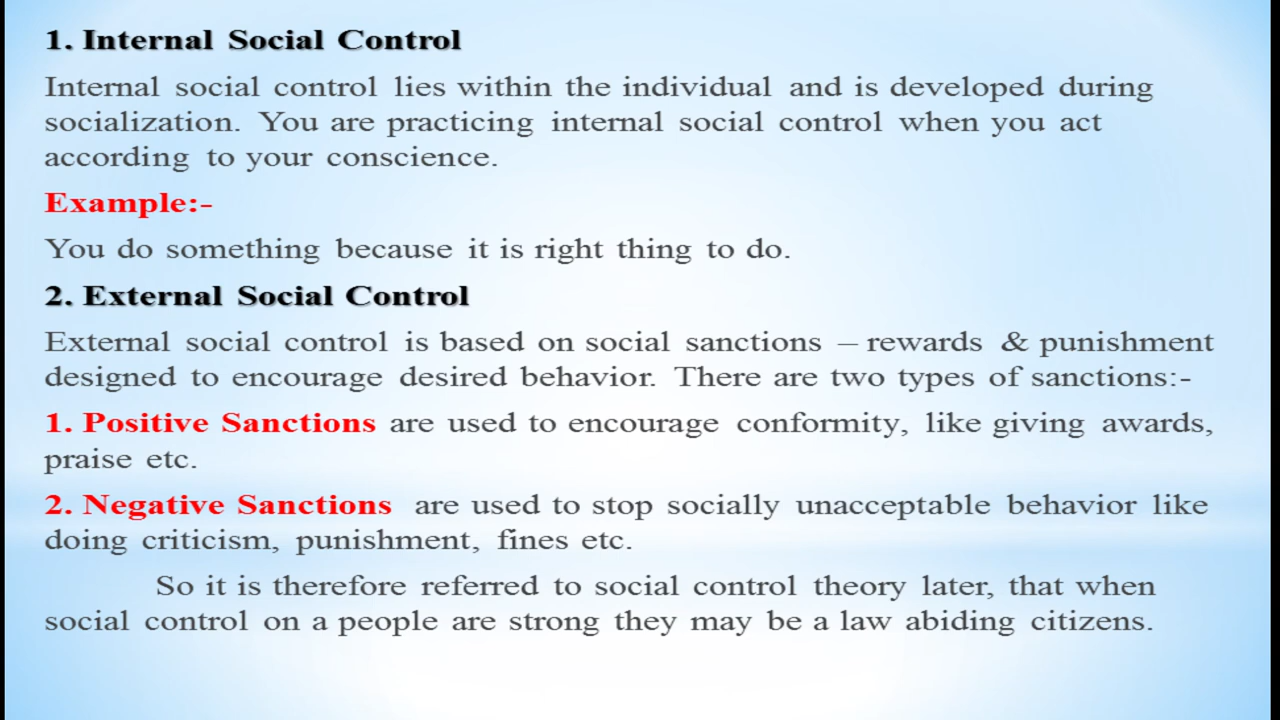 1. Internal Social Control
Internal social control lies within the individual and is developed during
socialization. You are practicing internal social control when you act
according to your conscience.
Example:-
You do something because it is right thing to do.
2. External Social Control
External social control is based on social sanctions – rewards & punishment
designed to encourage desired behavior. There are two types of sanctions:-
1. Positive Sanctions are used to encourage conformity, like giving awards,
praise etc.
2. Negative Sanctions are used to stop socially unacceptable behavior like
doing criticism, punishment, fines etc.
So it is therefore referred to social control theory later, that when
social control on a people are strong they may be a law abiding citizens.